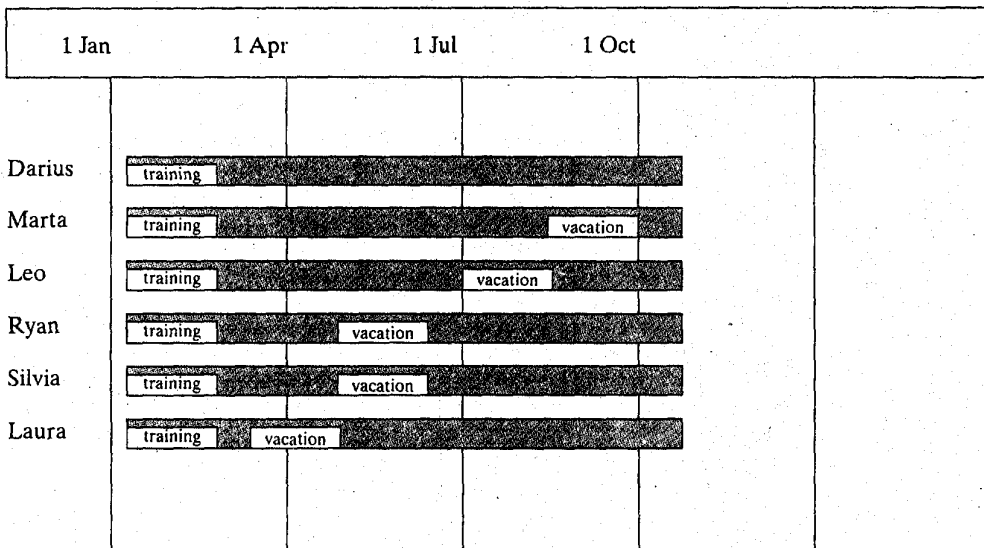 1 Jan 1 Apr 1 Jul 1 Oct
Darius training
Marta training vacation
Leo training vacation
Ryan training vacation
Silvia training vacation
Laura training vacation